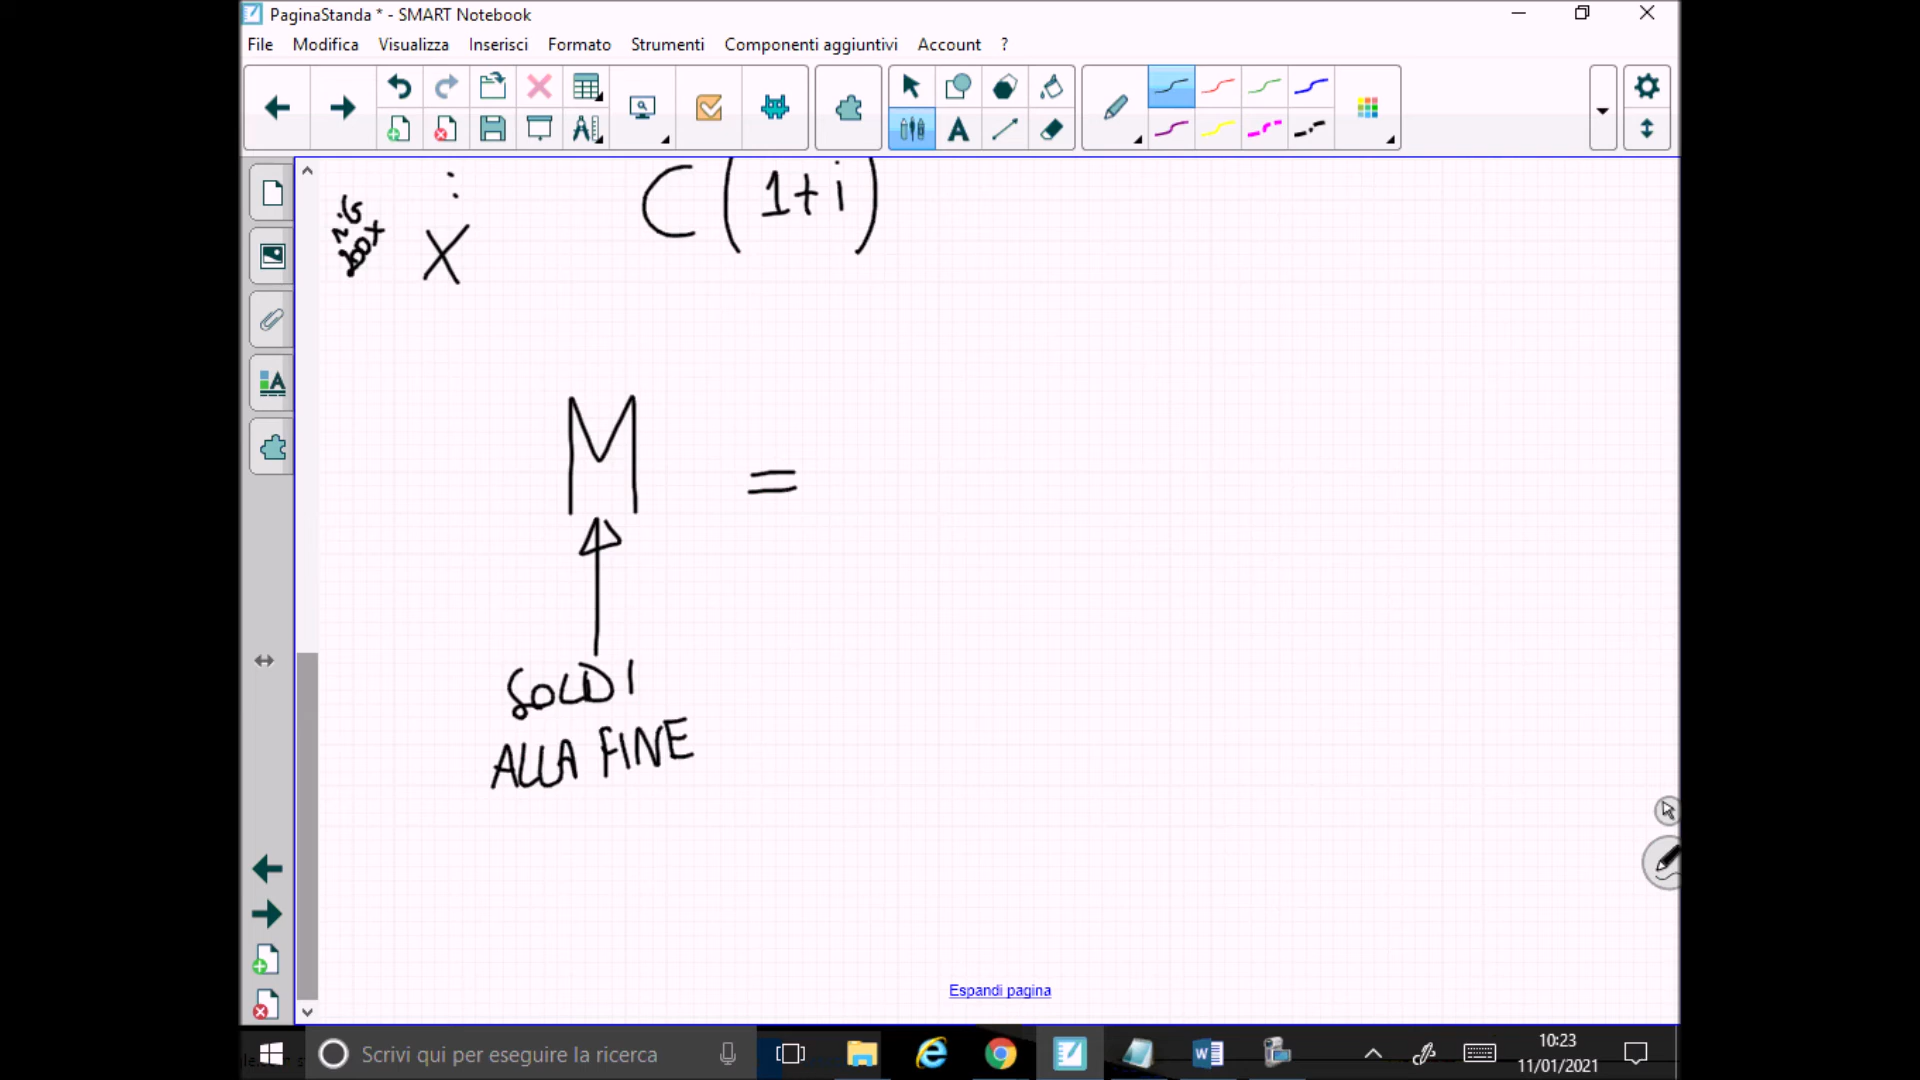 PaginaStanda * - SMART Notebook
File Modifica Visualizza Inserisci Formato Strumenti Componenti aggiuntivi Account ?
:
X
C (1+i)
M =
SOLDI
ALLA FINE
Espandi pagina
Scrivi qui per eseguire la ricerca
10:23
11/01/2021